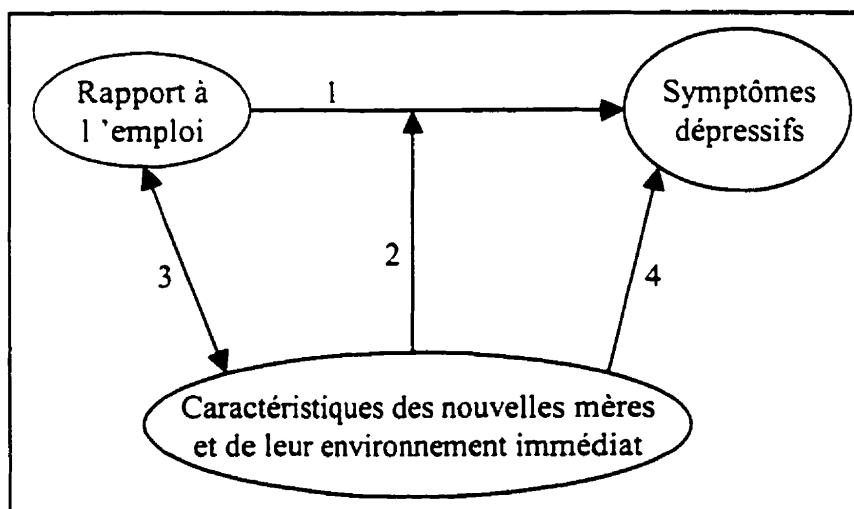 Rapport à
l 'emploi
1
Symptômes
dépressifs
3
2
4
Caractéristiques des nouvelles mères
et de leur environnement immédiat